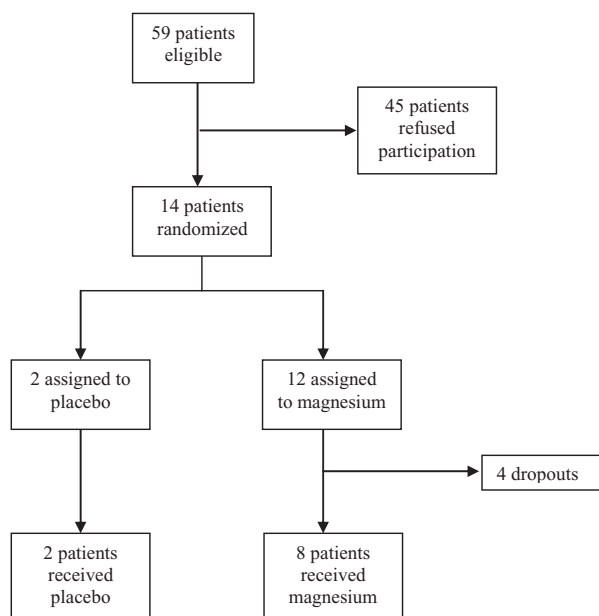 59 patients
eligible
45 patients
refused
participation
14 patients
randomized
2 assigned to
placebo
12 assigned
to magnesium
4 dropouts
2 patients
received
placebo
8 patients
received
magnesium